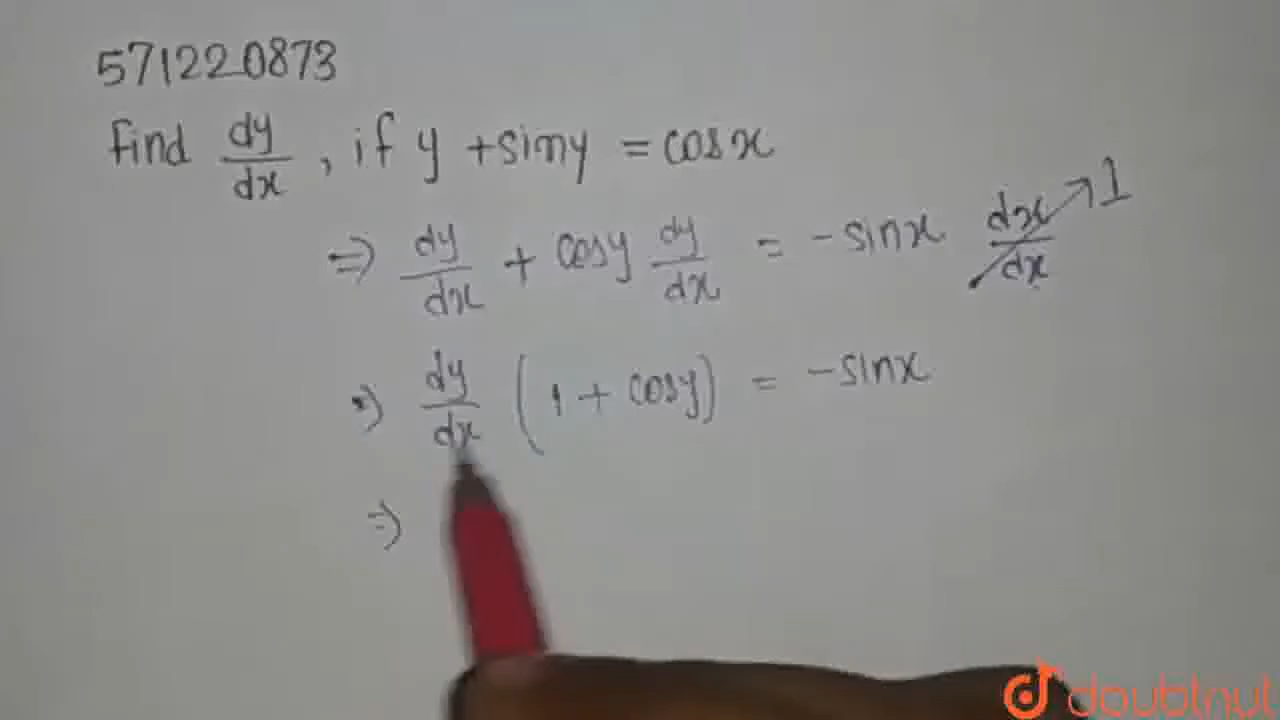 571220873
Find dy/dx, if y + siny = cosx
⇒ dy/dx + cosy dy/dx = -sinx dx/dx ↗1
⇒ dy/dx (1 + cosy) = -sinx
⇒
doubtnut